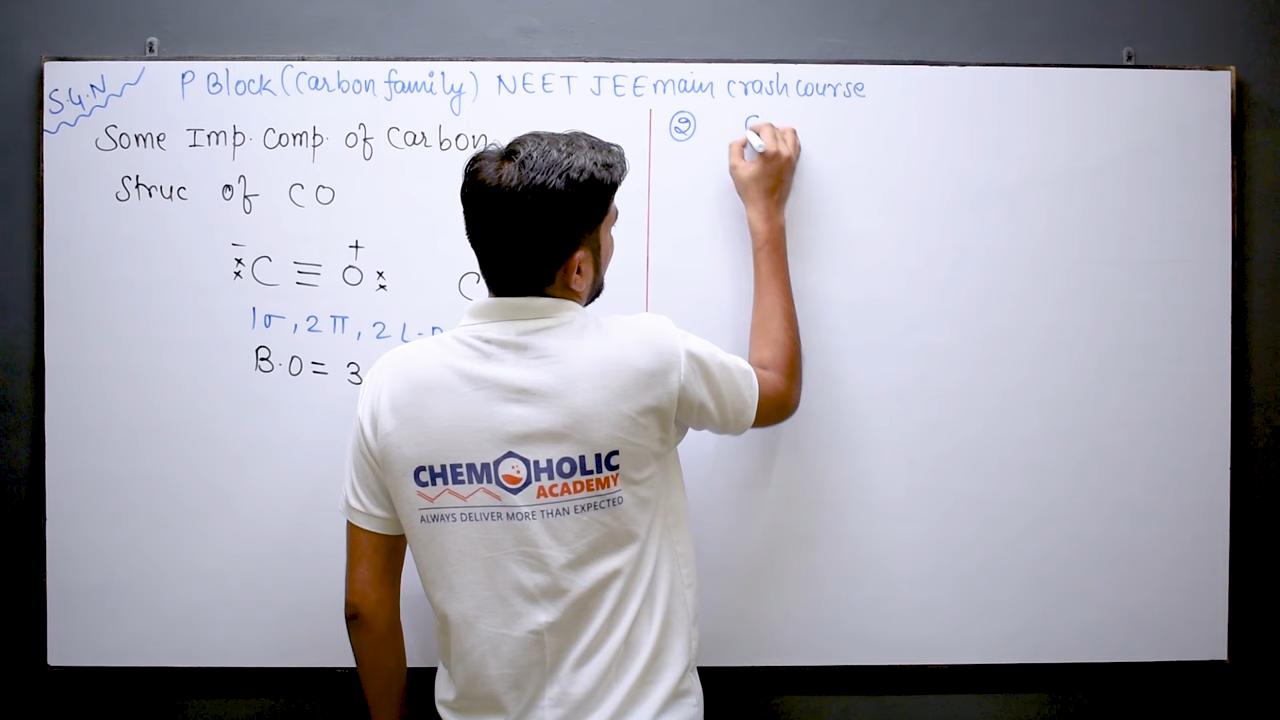 S.G.N
P Block (Carbon family) NEET JEE main crash course
Some Imp. Comp. of Carbon
Struc of CO
C ≡ O
1σ, 2π, 2 L.P
B.O = 3
②
CHEMOHOLIC
ACADEMY
ALWAYS DELIVER MORE THAN EXPECTED